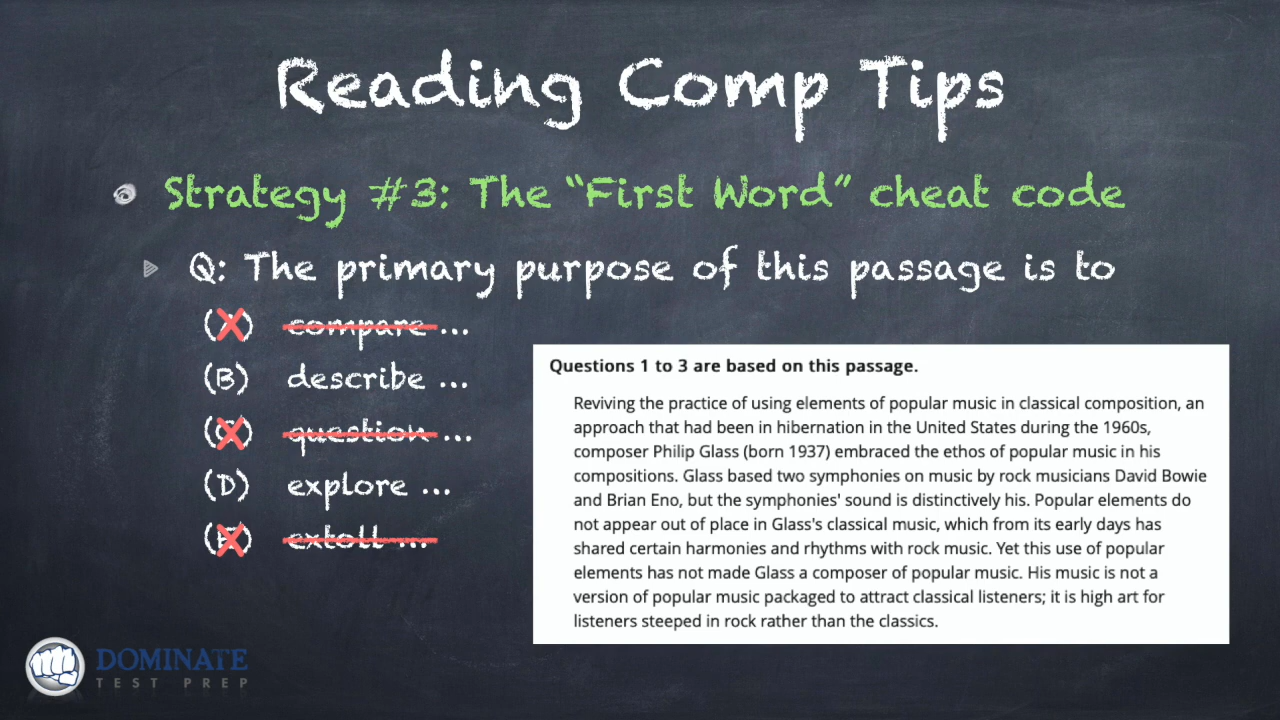 Reading Comp Tips
Strategy #3: The “First Word” cheat code
Q: The primary purpose of this passage is to
(A) compare ...
(B) describe ...
(C) question ...
(D) explore ...
(E) extoll ...
Questions 1 to 3 are based on this passage.
Reviving the practice of using elements of popular music in classical composition, an
approach that had been in hibernation in the United States during the 1960s,
composer Philip Glass (born 1937) embraced the ethos of popular music in his
compositions. Glass based two symphonies on music by rock musicians David Bowie
and Brian Eno, but the symphonies' sound is distinctively his. Popular elements do
not appear out of place in Glass's classical music, which from its early days has
shared certain harmonies and rhythms with rock music. Yet this use of popular
elements has not made Glass a composer of popular music. His music is not a
version of popular music packaged to attract classical listeners; it is high art for
listeners steeped in rock rather than the classics.
DOMINATE
TEST PREP